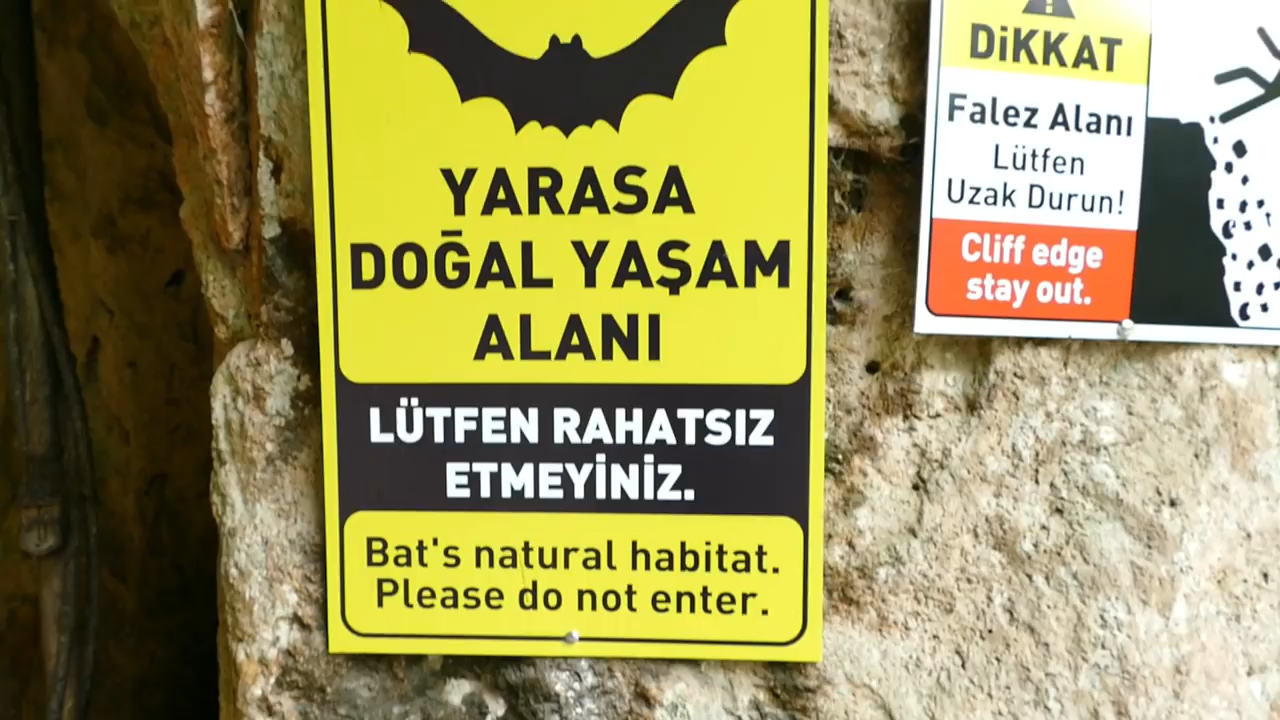 YARASA
DOĞAL YAŞAM
ALANI
LÜTFEN RAHATSIZ
ETMEYİNİZ.
Bat's natural habitat.
Please do not enter.
DİKKAT
Falez Alanı
Lütfen
Uzak Durun!
Cliff edge
stay out.